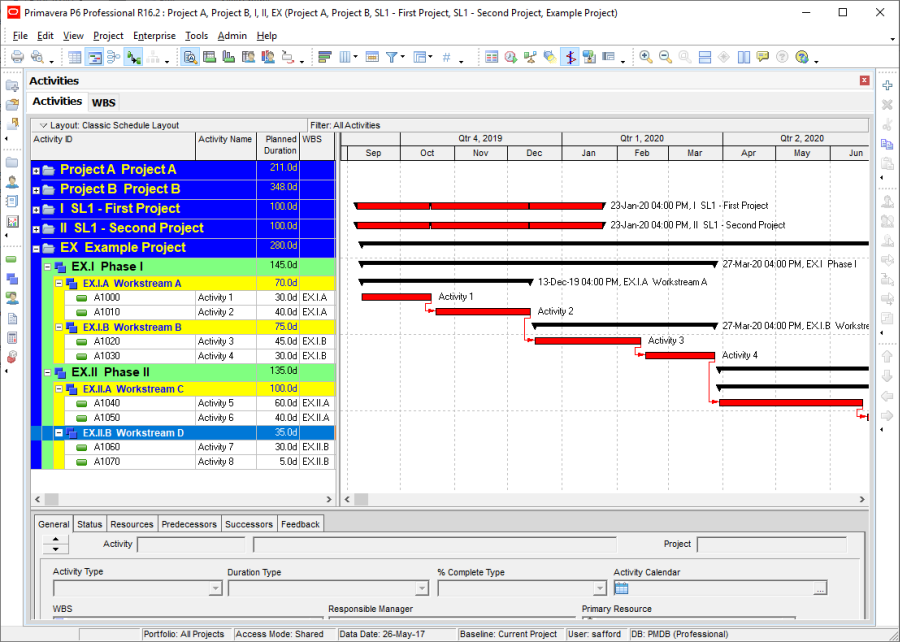 Primavera P6 Professional R16.2 : Project A, Project B, I, II, EX (Project A, Project B, SL1 - First Project, SL1 - Second Project, Example Project)
File Edit View Project Enterprise Tools Admin Help
Activities
Activities WBS
Layout: Classic Schedule Layout Filter: All Activities
Activity ID Activity Name Planned Duration WBS
Qtr 4, 2019 Qtr 1, 2020 Qtr 2, 2020
Sep Oct Nov Dec Jan Feb Mar Apr May Jun
Project A Project A 211.0d
Project B Project B 348.0d
I SL1 - First Project 100.0d 23-Jan-20 04:00 PM, I SL1 - First Project
II SL1 - Second Project 100.0d 23-Jan-20 04:00 PM, II SL1 - Second Project
EX Example Project 280.0d
EX.I Phase I 145.0d 27-Mar-20 04:00 PM, EX.I Phase I
EX.I.A Workstream A 70.0d 13-Dec-19 04:00 PM, EX.I.A Workstream A
A1000 Activity 1 30.0d EX.I.A Activity 1
A1010 Activity 2 40.0d EX.I.A Activity 2
EX.I.B Workstream B 75.0d 27-Mar-20 04:00 PM, EX.I.B Workstre
A1020 Activity 3 45.0d EX.I.B Activity 3
A1030 Activity 4 30.0d EX.I.B Activity 4
EX.II Phase II 135.0d
EX.II.A Workstream C 100.0d
A1040 Activity 5 60.0d EX.II.A
A1050 Activity 6 40.0d EX.II.A
EX.II.B Workstream D 35.0d
A1060 Activity 7 30.0d EX.II.B
A1070 Activity 8 5.0d EX.II.B
General Status Resources Predecessors Successors Feedback
Activity Project
Activity Type Duration Type % Complete Type Activity Calendar
WBS Responsible Manager Primary Resource
Portfolio: All Projects Access Mode: Shared Data Date: 26-May-17 Baseline: Current Project User: safford DB: PMDB (Professional)